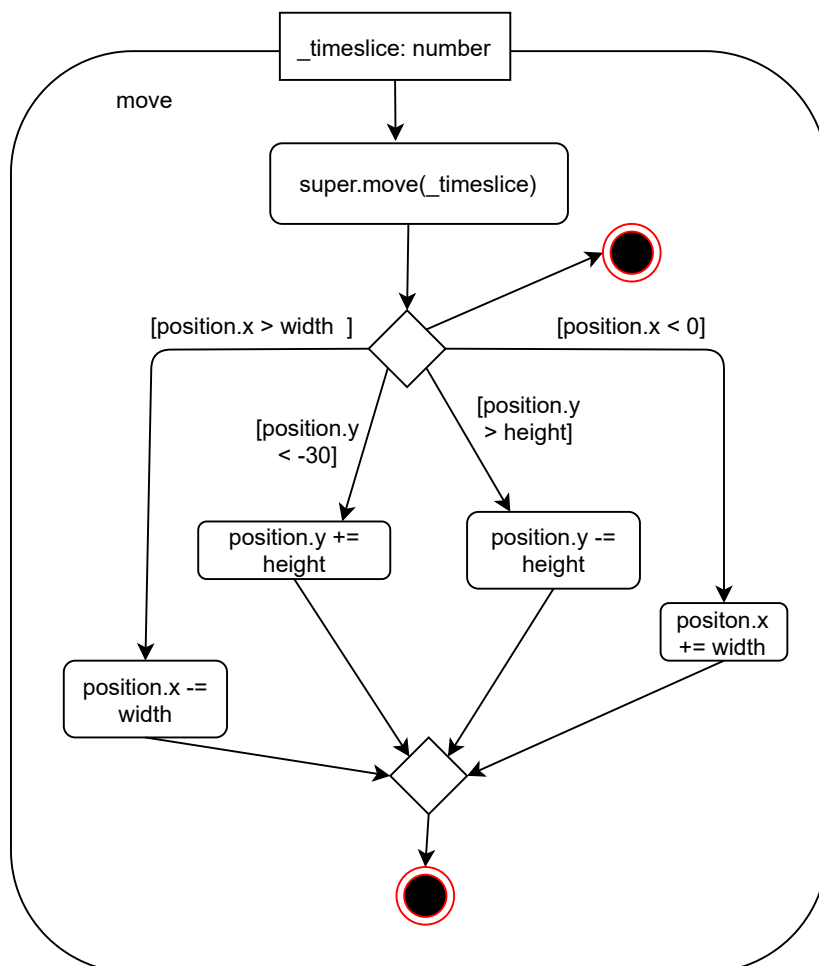 _timeslice: number
move
super.move(_timeslice)
[position.x > width  ]
[position.x < 0]
[position.y
< -30]
[position.y
> height]
position.y +=
height
position.y -=
height
positon.x
+= width
position.x -=
width